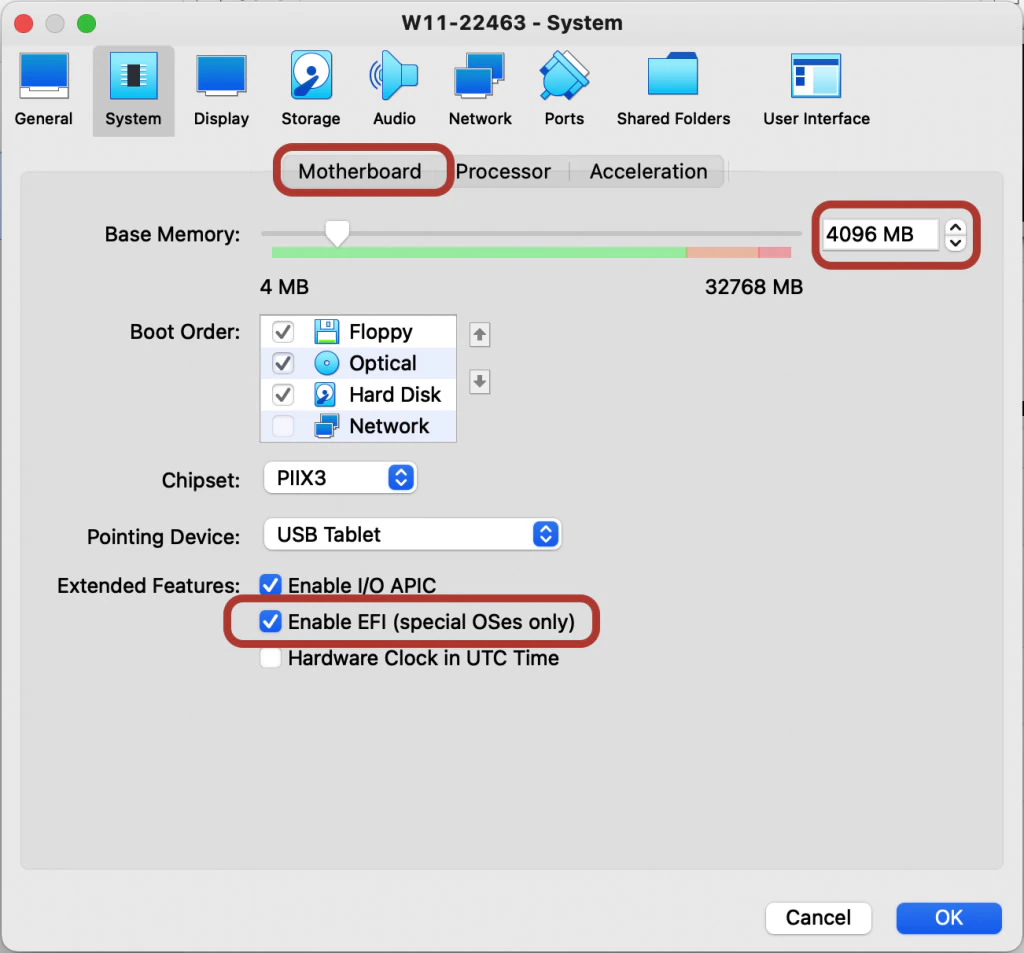 W11-22463 - System
General System Display Storage Audio Network Ports Shared Folders User Interface
Motherboard Processor Acceleration
Base Memory: 4096 MB
4 MB 32768 MB
Boot Order: Floppy
Optical
Hard Disk
Network
Chipset: PIIX3
Pointing Device: USB Tablet
Extended Features: Enable I/O APIC
Enable EFI (special OSes only)
Hardware Clock in UTC Time
Cancel OK